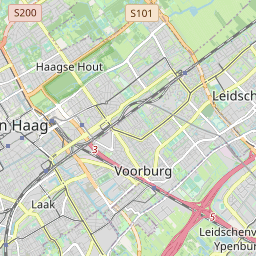 S200
S101
Haagse Hout
Leidsch
n Haag
3
Voorburg
Laak
5
Leidschenv
Ypenbur